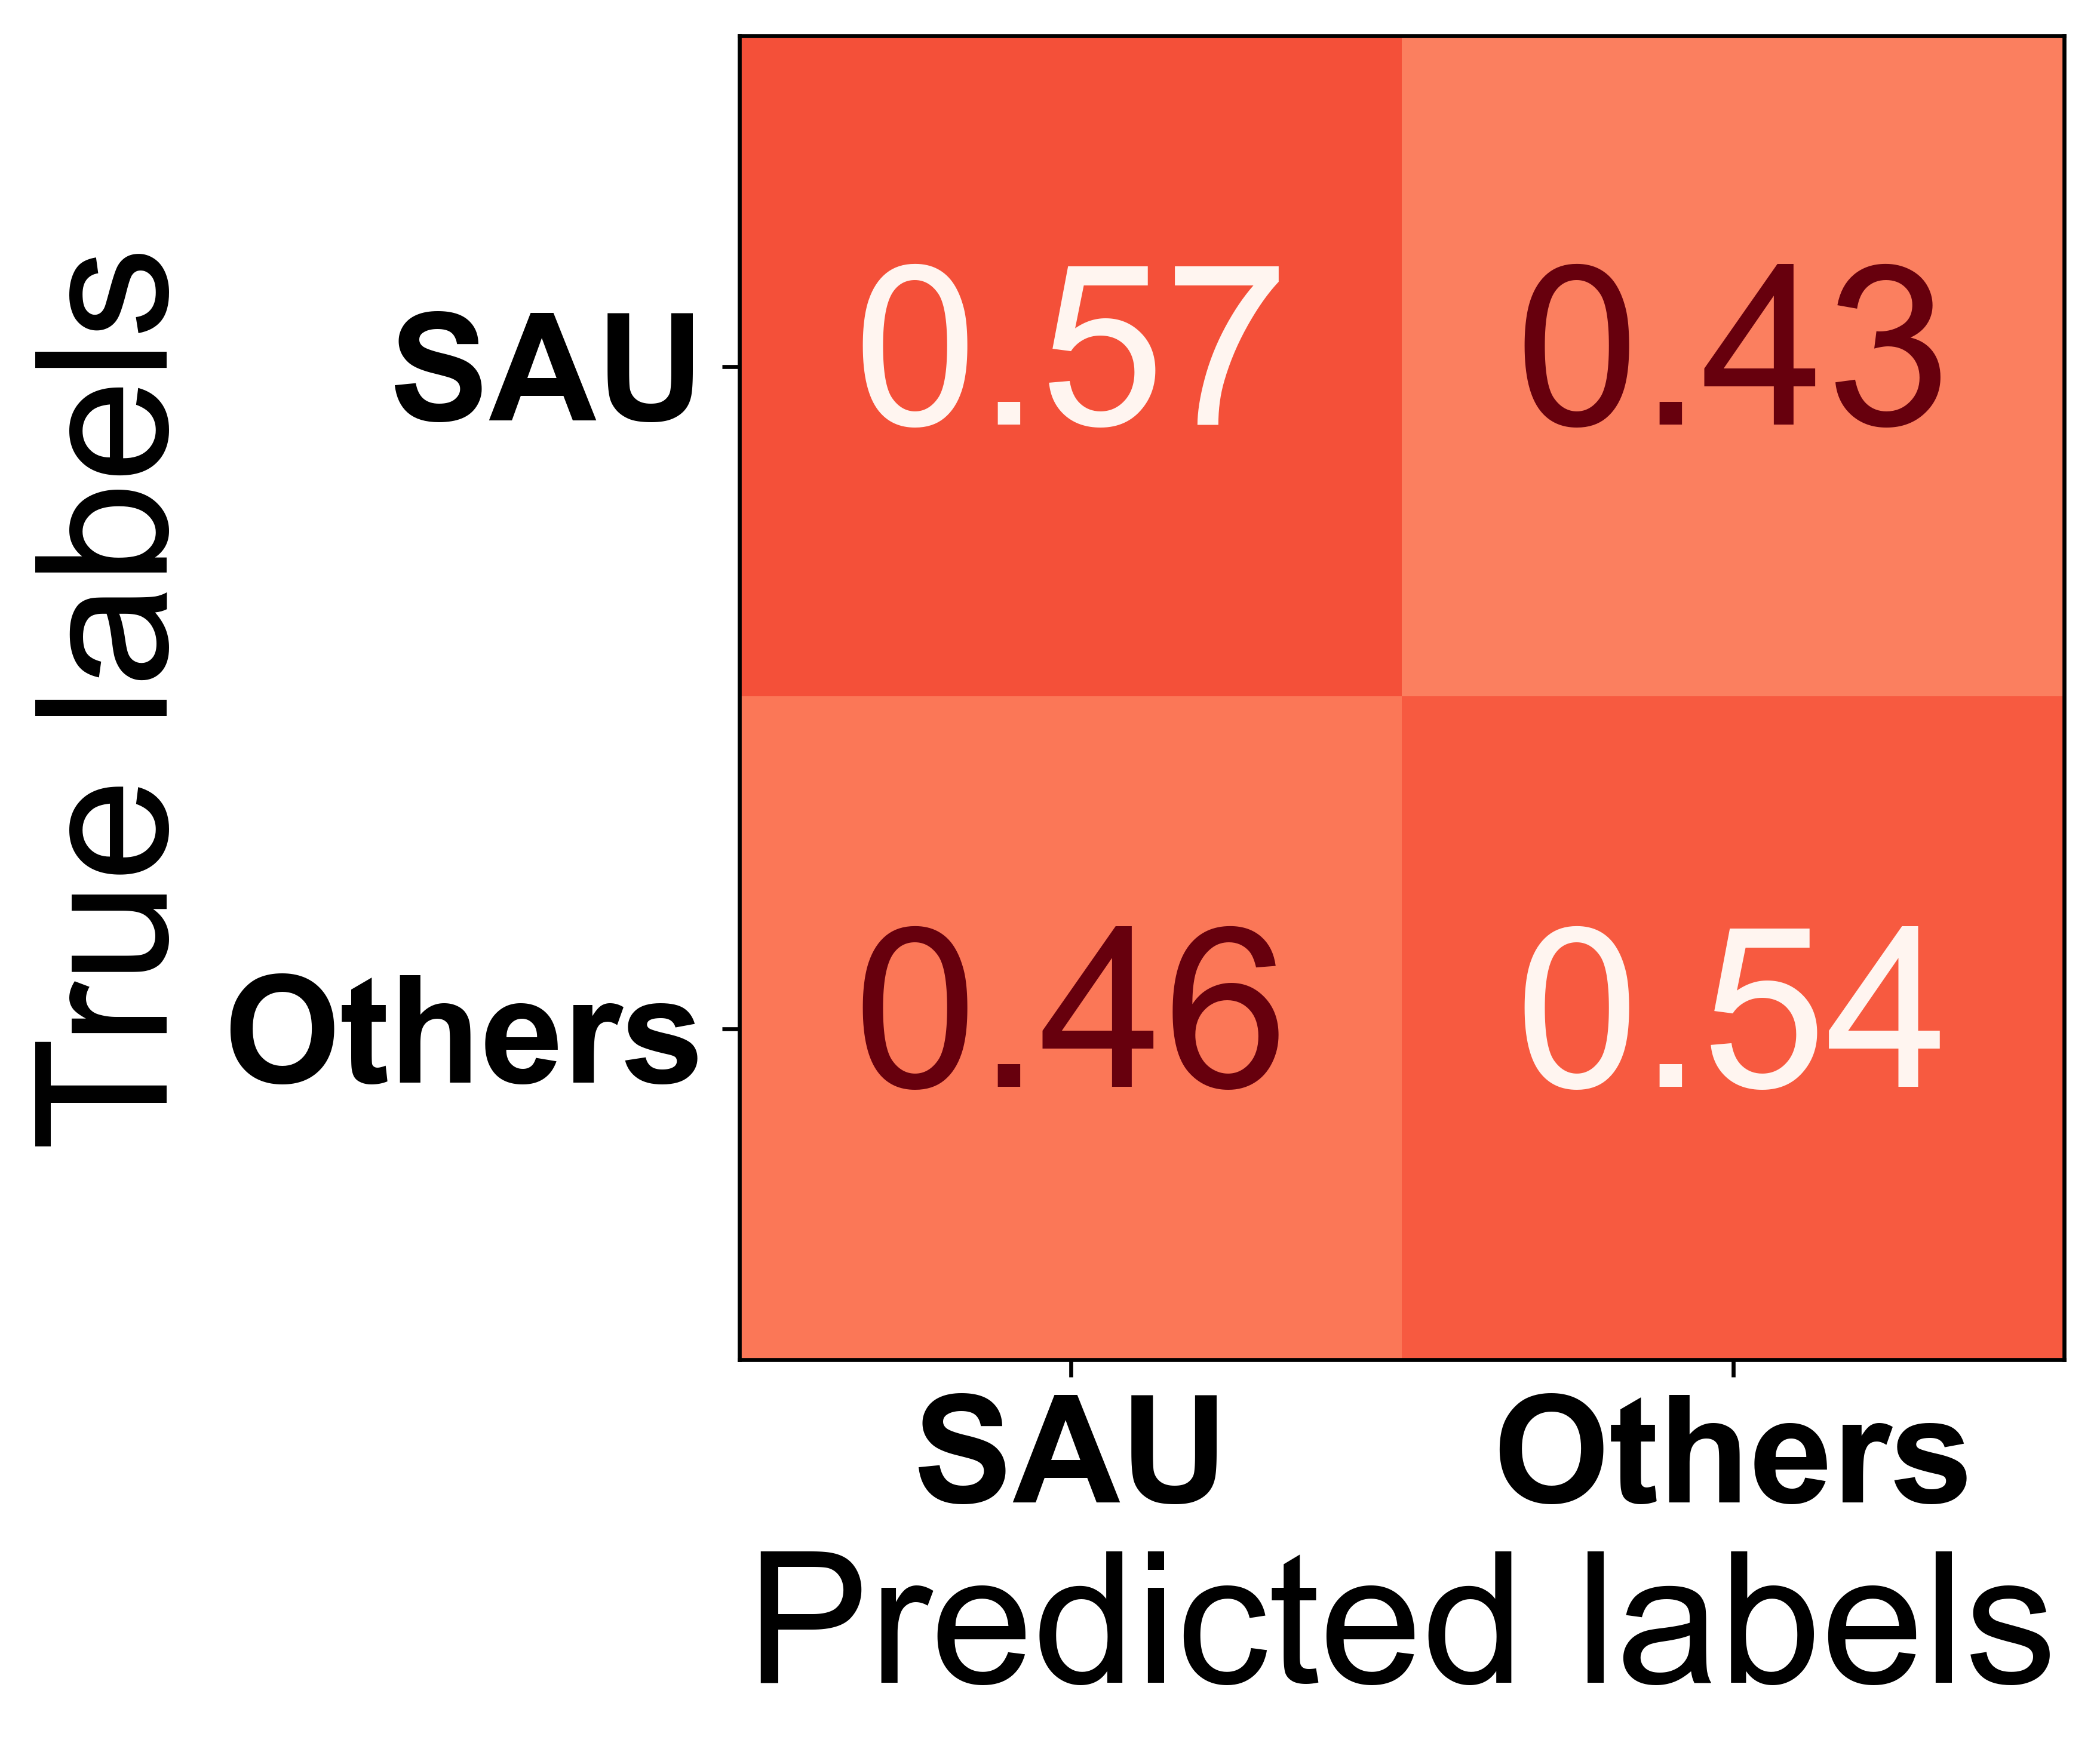 True labels
SAU
0.57 0.43
Others
0.46 0.54
SAU Others
Predicted labels